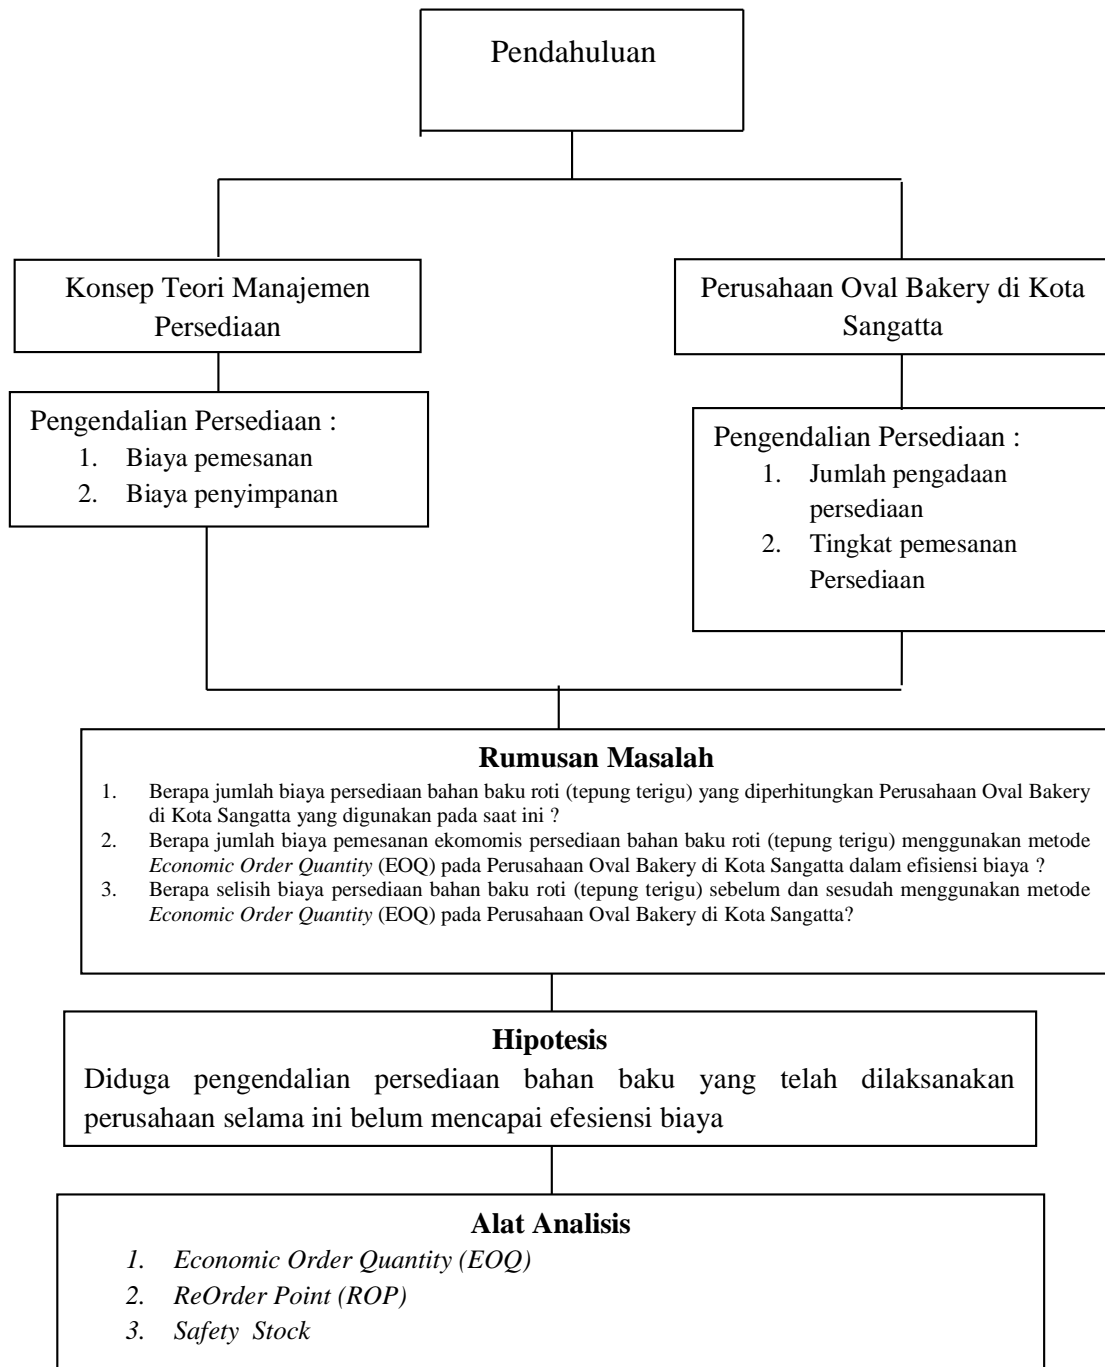 Pendahuluan
Konsep Teori Manajemen
Persediaan
Perusahaan Oval Bakery di Kota
Sangatta
Pengendalian Persediaan :
1. Biaya pemesanan
2. Biaya penyimpanan
Pengendalian Persediaan :
1. Jumlah pengadaan
persediaan
2. Tingkat pemesanan
Persediaan
Rumusan Masalah
1. Berapa jumlah biaya persediaan bahan baku roti (tepung terigu) yang diperhitungkan Perusahaan Oval Bakery
di Kota Sangatta yang digunakan pada saat ini ?
2. Berapa jumlah biaya pemesanan ekomomis persediaan bahan baku roti (tepung terigu) menggunakan metode
Economic Order Quantity (EOQ) pada Perusahaan Oval Bakery di Kota Sangatta dalam efisiensi biaya ?
3. Berapa selisih biaya persediaan bahan baku roti (tepung terigu) sebelum dan sesudah menggunakan metode
Economic Order Quantity (EOQ) pada Perusahaan Oval Bakery di Kota Sangatta?
Hipotesis
Diduga pengendalian persediaan bahan baku yang telah dilaksanakan
perusahaan selama ini belum mencapai efesiensi biaya
Alat Analisis
1. Economic Order Quantity (EOQ)
2. ReOrder Point (ROP)
3. Safety Stock